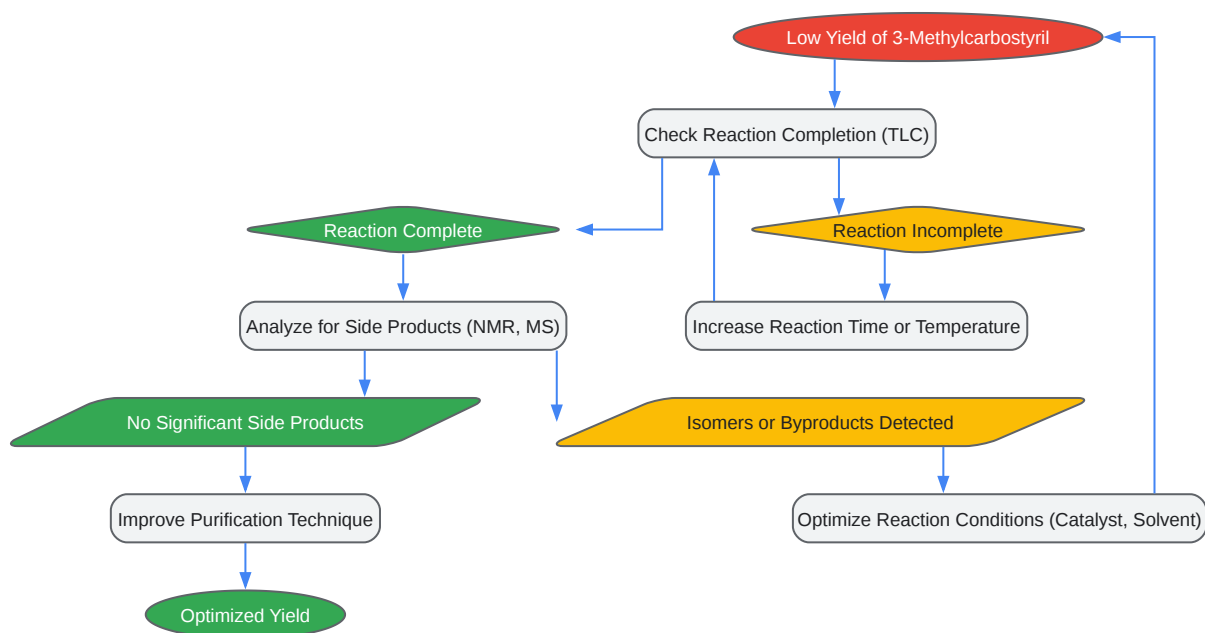 Low Yield of 3-Methylcarbostyril
Check Reaction Completion (TLC)
Reaction Complete
Reaction Incomplete
Analyze for Side Products (NMR, MS)
Increase Reaction Time or Temperature
No Significant Side Products
Isomers or Byproducts Detected
Improve Purification Technique
Optimize Reaction Conditions (Catalyst, Solvent)
Optimized Yield